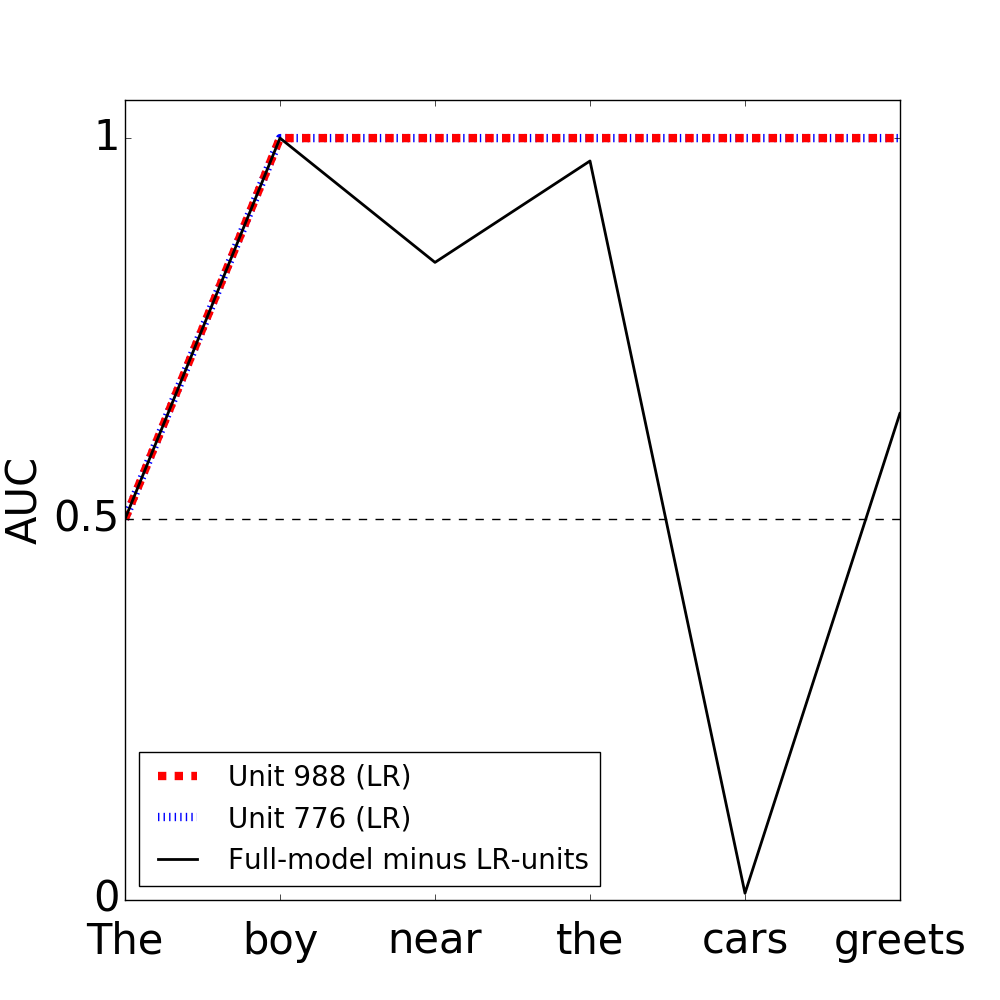 1
AUC
0.5
Unit 988 (LR)
Unit 776 (LR)
Full-model minus LR-units
0
The boy near the cars greets